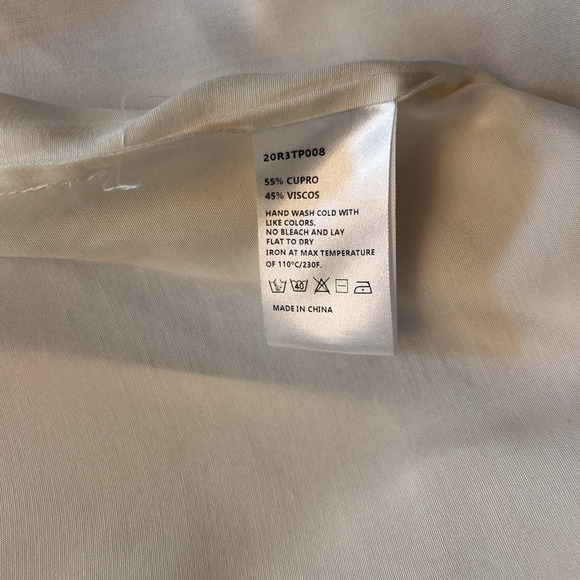 20R3TP008
55% CUPRO
45% VISCOS
HAND WASH COLD WITH
LIKE COLORS.
NO BLEACH AND LAY
FLAT TO DRY
IRON AT MAX TEMPERATURE
OF 110°C/230F.
40
MADE IN CHINA